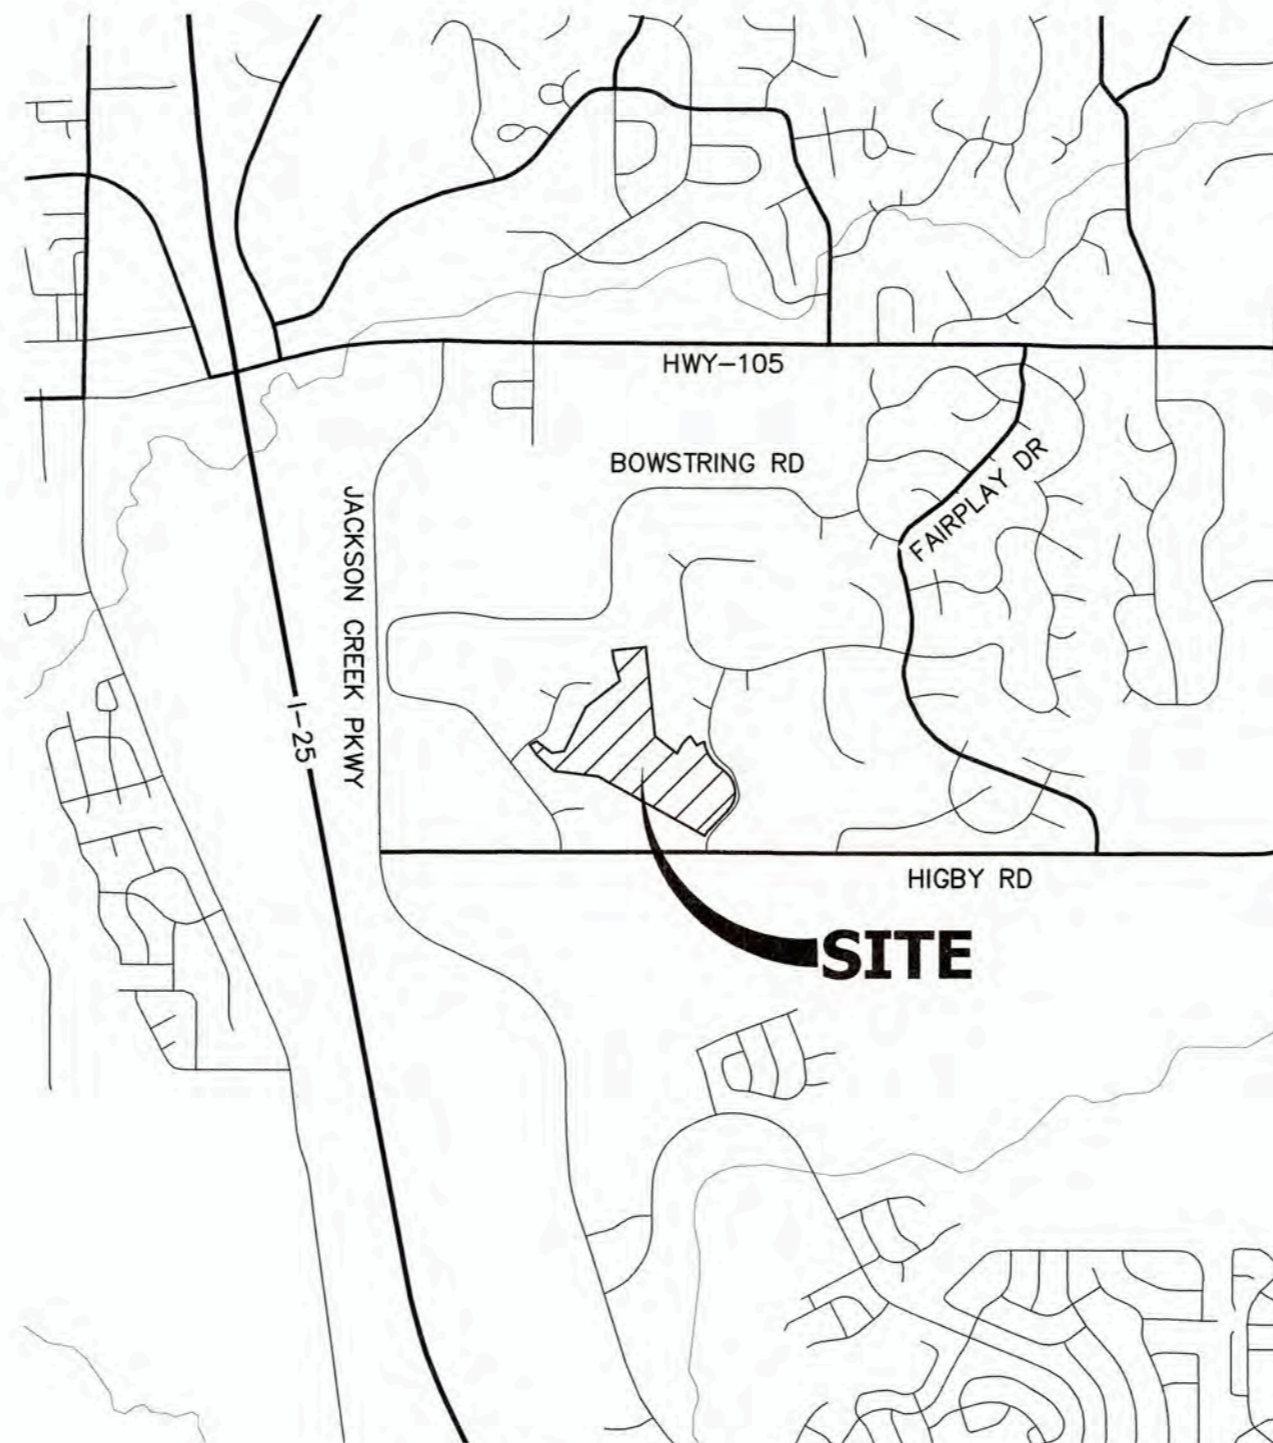 HWY-105
BOWSTRING RD
FAIRPLAY DR
JACKSON CREEK PKWY
I-25
HIGBY RD
SITE